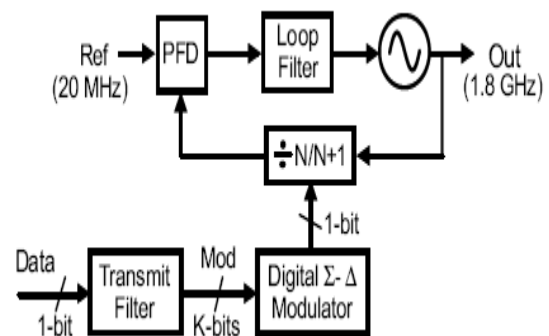 Ref
(20 MHz)
PFD
Loop
Filter
Out
(1.8 GHz)
÷ N/N+1
1-bit
Data
1-bit
Transmit
Filter
Mod
K-bits
Digital Σ-Δ
Modulator